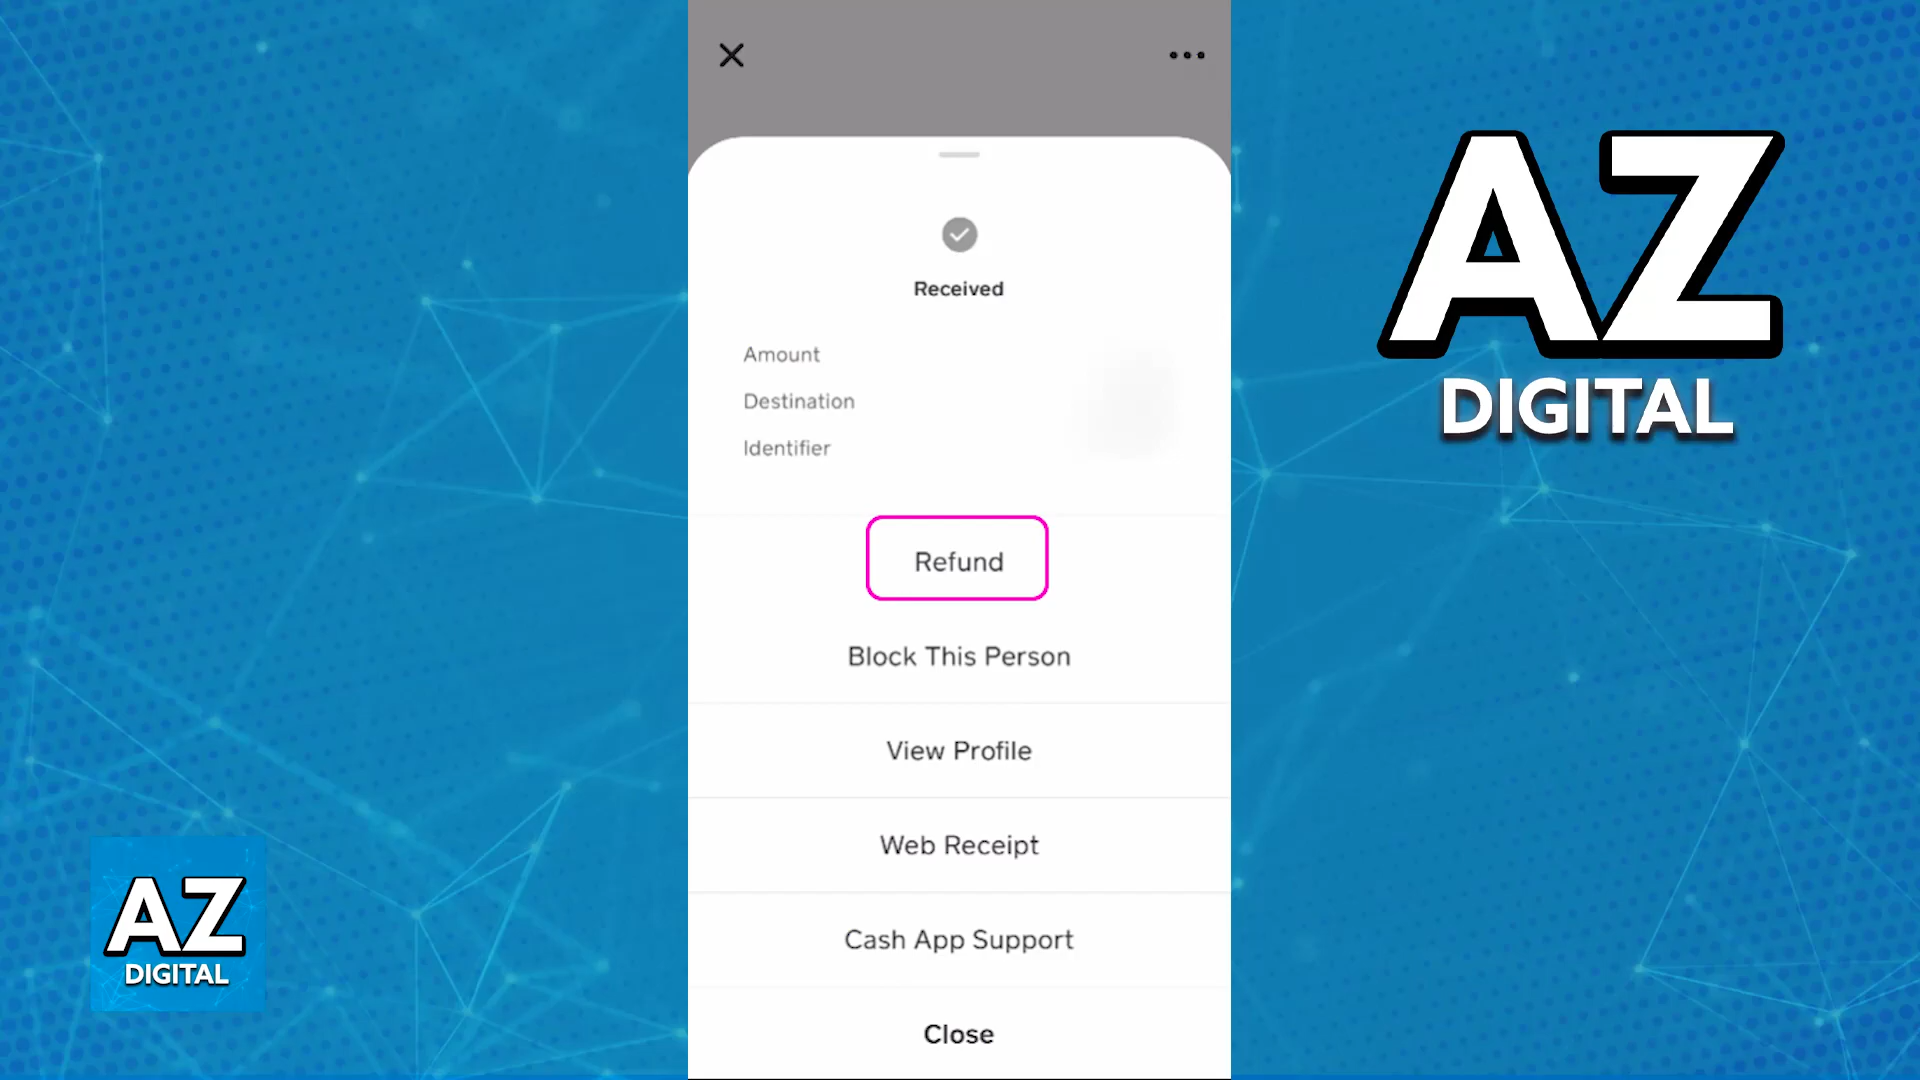 Received
Amount
Destination
Identifier
Refund
Block This Person
View Profile
Web Receipt
Cash App Support
Close
AZ
DIGITAL
AZ
DIGITAL